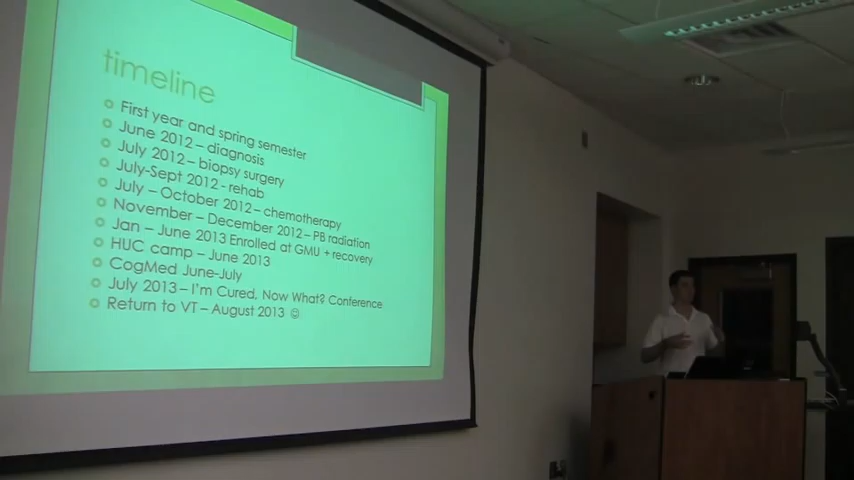 timeline
First year and spring semester
June 2012 – diagnosis
July 2012 – biopsy surgery
July-Sept 2012 - rehab
July – October 2012 – chemotherapy
November – December 2012 – PB radiation
Jan – June 2013 Enrolled at GMU + recovery
HUC camp – June 2013
CogMed June-July
July 2013 – I'm Cured, Now What? Conference
Return to VT – August 2013 ☺